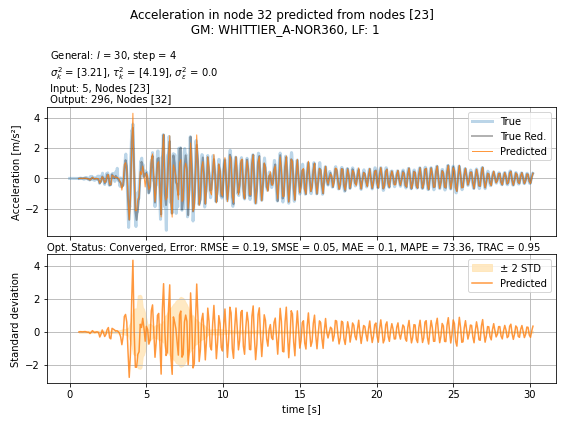 Acceleration in node 32 predicted from nodes [23]
GM: WHITTIER_A-NOR360, LF: 1
General: l = 30, step = 4
σ²ₖ = [3.21], τ²ₖ = [4.19], σ²ε = 0.0
Input: 5, Nodes [23]
Output: 296, Nodes [32]
Acceleration [m/s²]
4
2
0
−2
True
True Red.
Predicted
Opt. Status: Converged, Error: RMSE = 0.19, SMSE = 0.05, MAE = 0.1, MAPE = 73.36, TRAC = 0.95
Standard deviation
4
2
0
−2
± 2 STD
Predicted
0 5 10 15 20 25 30
time [s]